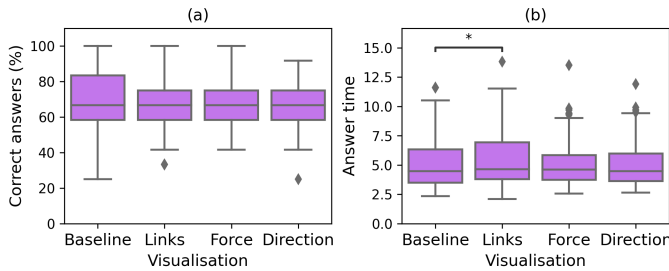 (a)
Correct answers (%)
100
80
60
40
20
0
Baseline Links Force Direction
Visualisation
(b)
Answer time
15.0
12.5
10.0
7.5
5.0
2.5
0.0
*
Baseline Links Force Direction
Visualisation